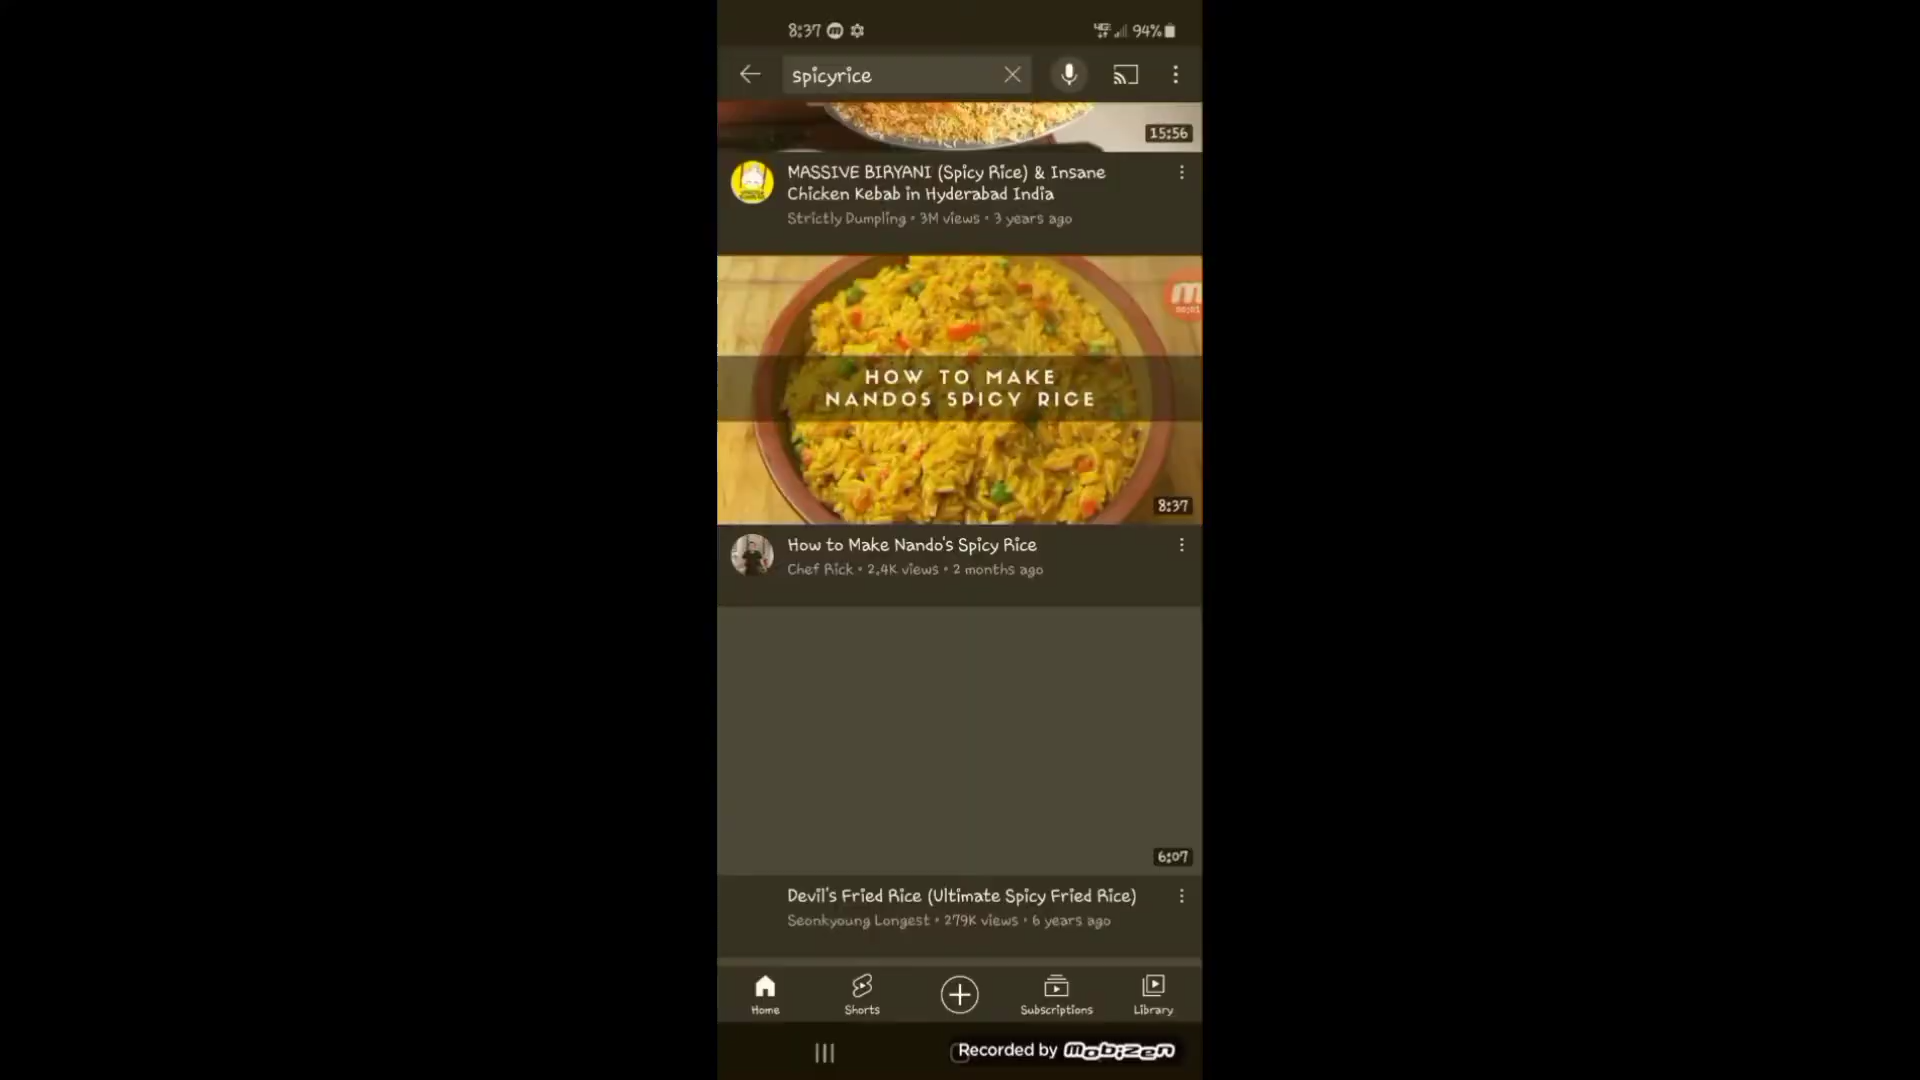 8:37
4G 94%
spicyrice
15:56
MASSIVE BIRYANI (Spicy Rice) & Insane
Chicken Kebab in Hyderabad India
Strictly Dumpling • 3M views • 3 years ago
HOW TO MAKE
NANDOS SPICY RICE
8:37
How to Make Nando's Spicy Rice
Chef Rick • 2.4K views • 2 months ago
6:07
Devil's Fried Rice (Ultimate Spicy Fried Rice)
Seonkyoung Longest • 279K views • 6 years ago
Home
Shorts
Subscriptions
Library
Recorded by mobizen